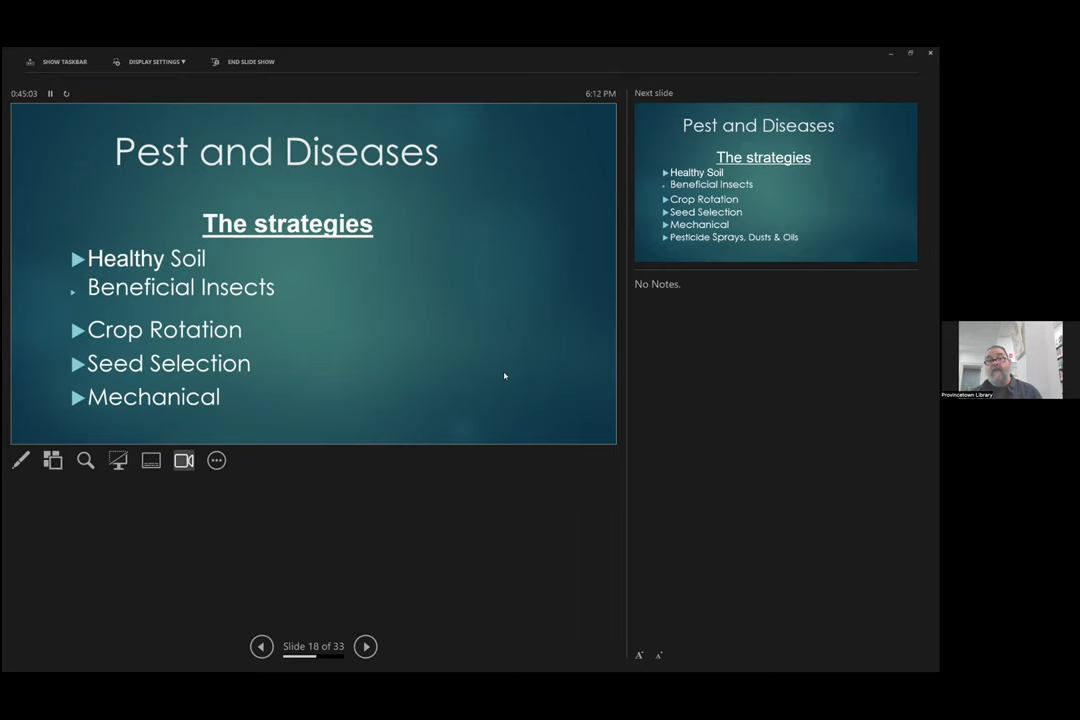 SHOW TASKBAR
DISPLAY SETTINGS ▼
END SLIDE SHOW
0:45:03
6:12 PM
Pest and Diseases
The strategies
Healthy Soil
Beneficial Insects
Crop Rotation
Seed Selection
Mechanical
Slide 18 of 33
Next slide
Pest and Diseases
The strategies
Healthy Soil
Beneficial Insects
Crop Rotation
Seed Selection
Mechanical
Pesticide Sprays, Dusts & Oils
No Notes.
A A
Provincetown Library